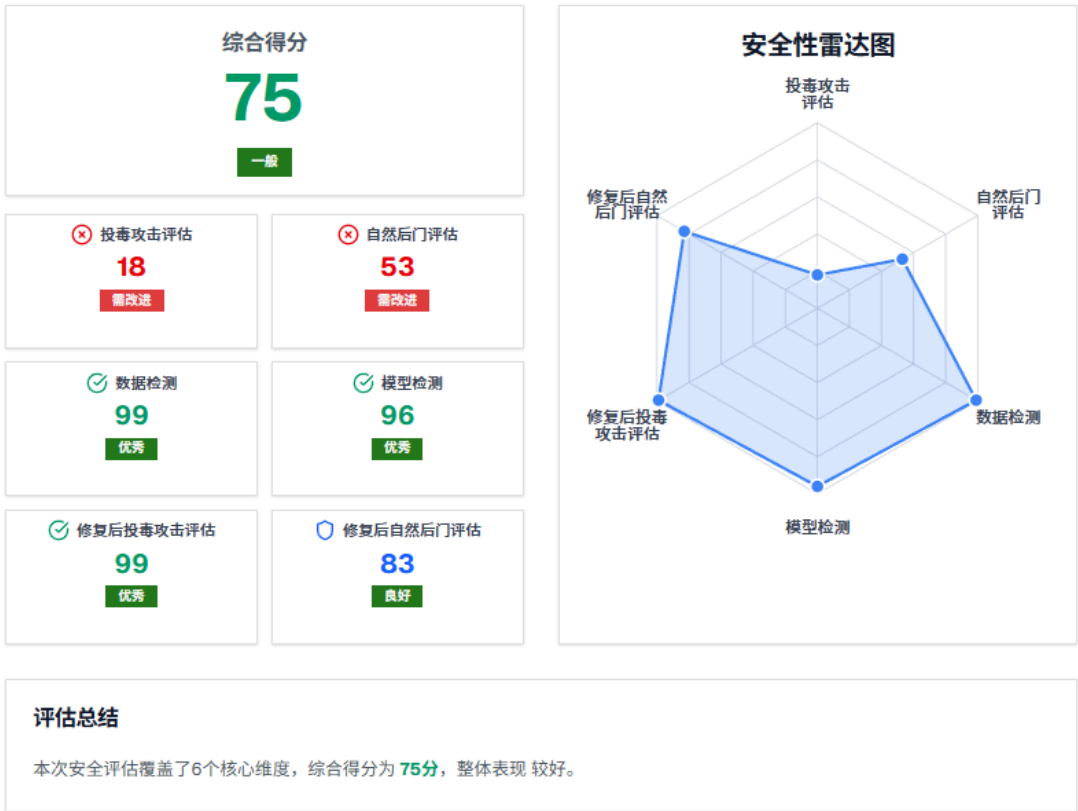 综合得分
75
一般
投毒攻击评估
18
需改进
自然后门评估
53
需改进
数据检测
99
优秀
模型检测
96
优秀
修复后投毒攻击评估
99
优秀
修复后自然后门评估
83
良好
安全性雷达图
投毒攻击
评估
自然后门
评估
数据检测
模型检测
修复后投毒
攻击评估
修复后自然
后门评估
评估总结
本次安全评估覆盖了6个核心维度，综合得分为 75分，整体表现 较好。